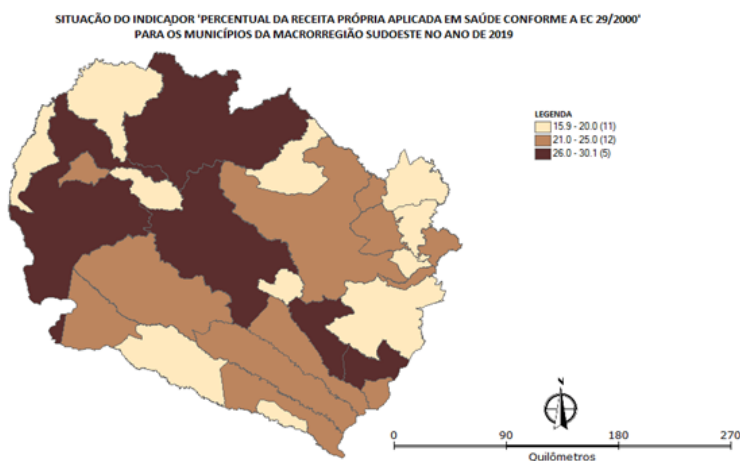 SITUAÇÃO DO INDICADOR 'PERCENTUAL DA RECEITA PRÓPRIA APLICADA EM SAÚDE CONFORME A EC 29/2000'
PARA OS MUNICÍPIOS DA MACRORREGIÃO SUDOESTE NO ANO DE 2019
LEGENDA
15.9 - 20.0 (11)
21.0 - 25.0 (12)
26.0 - 30.1 (5)
N
0 90 180 270
Quilômetros